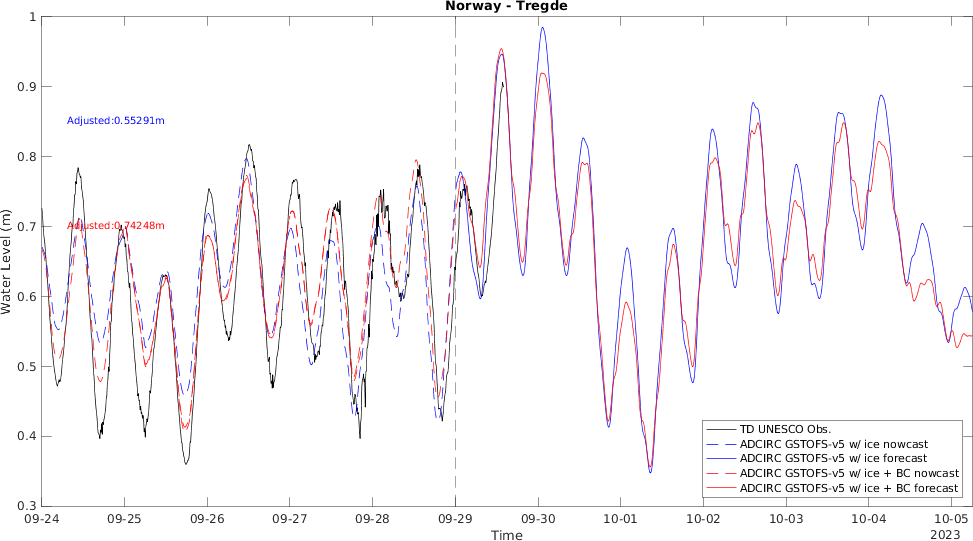 Norway - Tregde
1
0.9
0.8
0.7
0.6
0.5
0.4
0.3
Water Level (m)
Adjusted:0.55291m
Adjusted:0.74248m
TD UNESCO Obs.
ADCIRC GSTOFS-v5 w/ ice nowcast
ADCIRC GSTOFS-v5 w/ ice forecast
ADCIRC GSTOFS-v5 w/ ice + BC nowcast
ADCIRC GSTOFS-v5 w/ ice + BC forecast
09-24 09-25 09-26 09-27 09-28 09-29 09-30 10-01 10-02 10-03 10-04 10-05
Time
2023